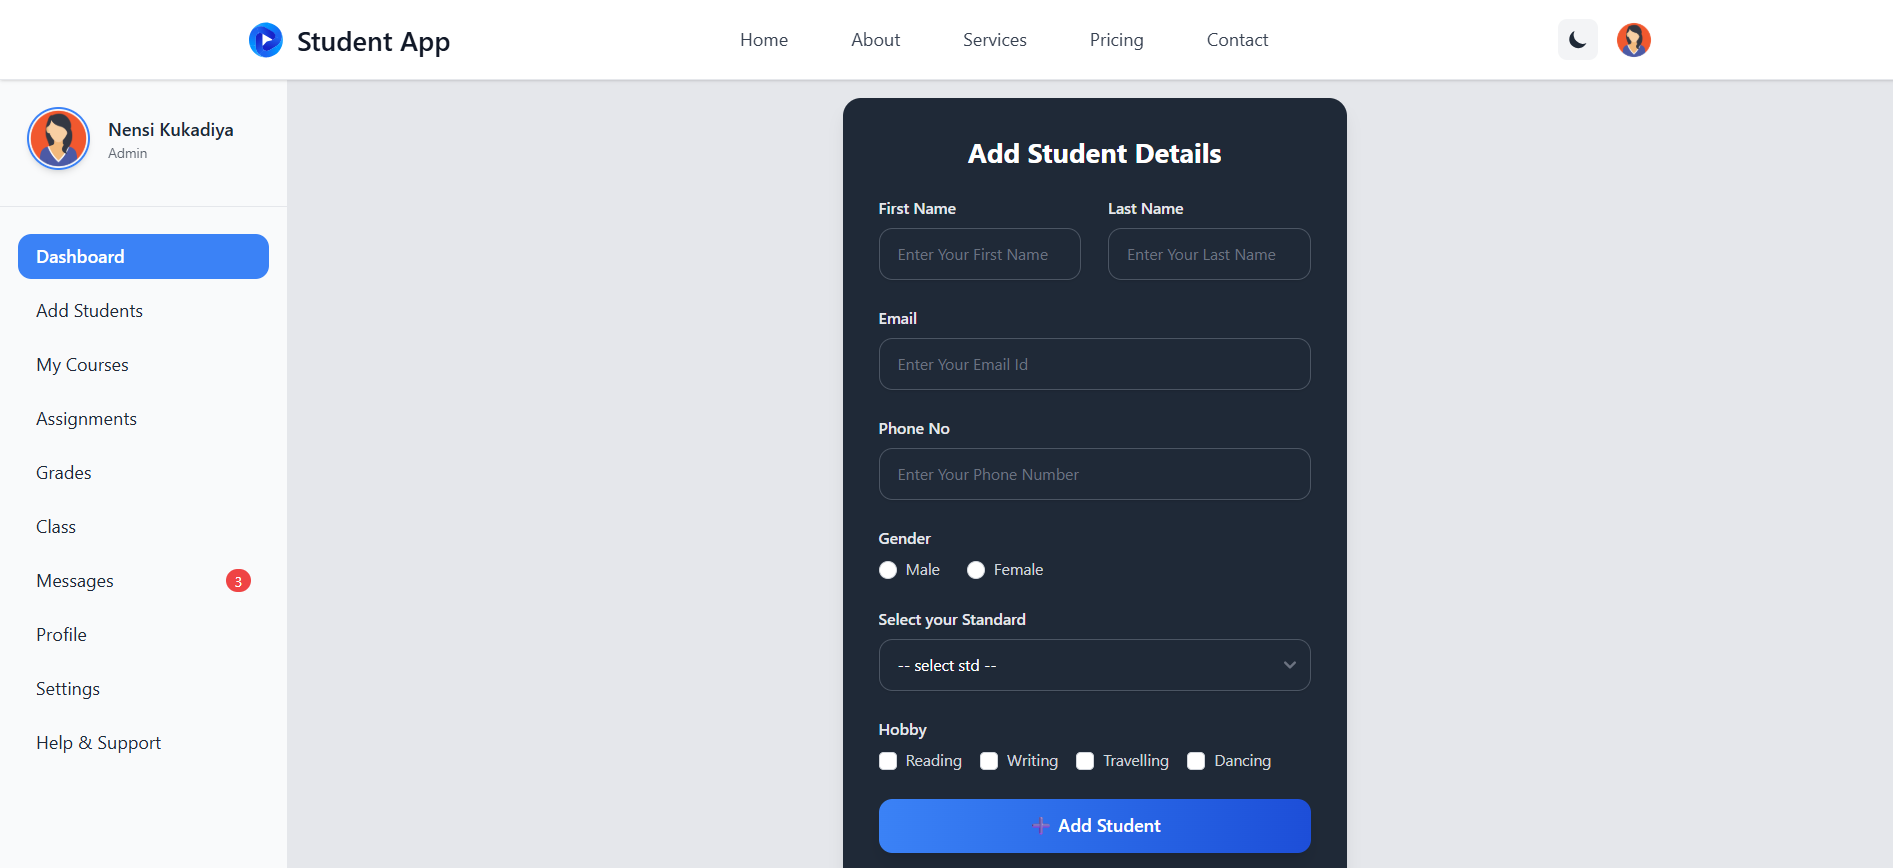 Student App
Home About Services Pricing Contact
Nensi Kukadiya
Admin
Dashboard
Add Students
My Courses
Assignments
Grades
Class
Messages 3
Profile
Settings
Help & Support
Add Student Details
First Name Last Name
Enter Your First Name Enter Your Last Name
Email
Enter Your Email Id
Phone No
Enter Your Phone Number
Gender
Male Female
Select your Standard
-- select std --
Hobby
Reading Writing Travelling Dancing
Add Student